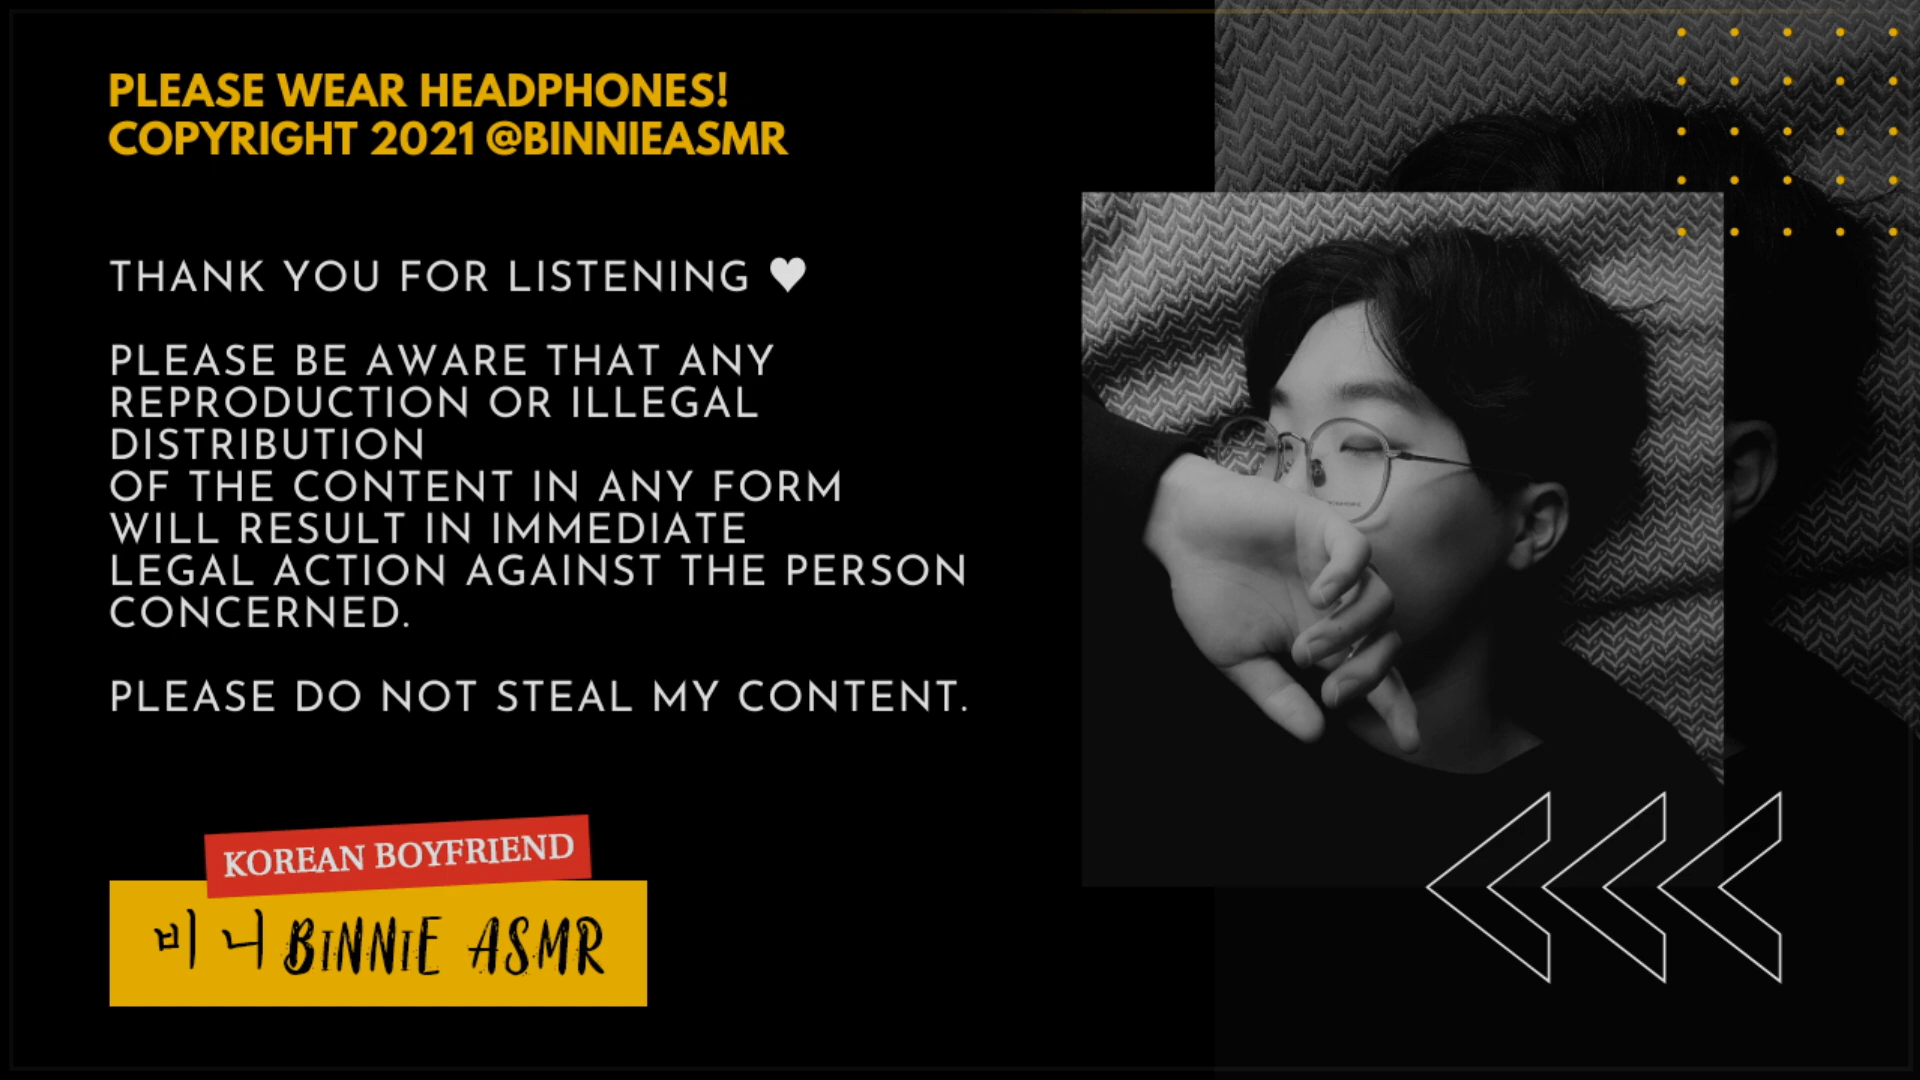 PLEASE WEAR HEADPHONES!
COPYRIGHT 2021 @BINNIEASMR
THANK YOU FOR LISTENING ♥
PLEASE BE AWARE THAT ANY
REPRODUCTION OR ILLEGAL
DISTRIBUTION
OF THE CONTENT IN ANY FORM
WILL RESULT IN IMMEDIATE
LEGAL ACTION AGAINST THE PERSON
CONCERNED.
PLEASE DO NOT STEAL MY CONTENT.
KOREAN BOYFRIEND
비니 BINNIE ASMR